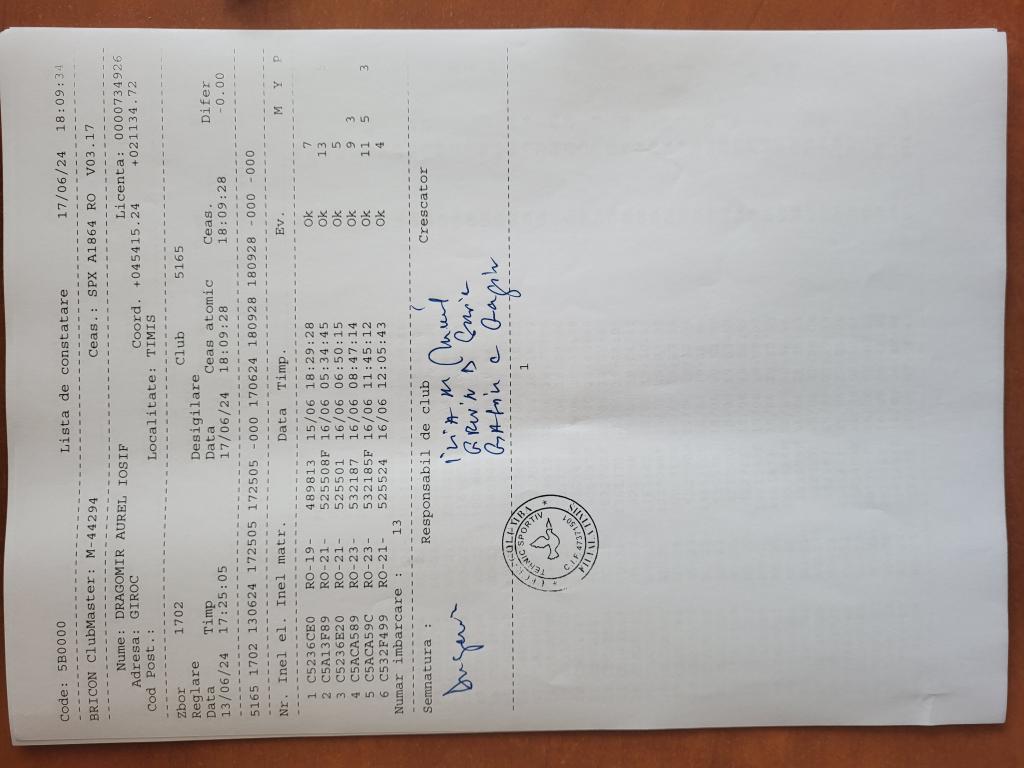 Code: 5B0000 Lista de constatare 17/06/24 18:09:34
BRICON ClubMaster: M-44294 Ceas.: SPX A1864 RO V03.17
Nume: DRAGOMIR AUREL IOSIF Licenta: 0000734926
Adresa: GIROC Coord. +045415.24 +021134.72
Cod Post.: Localitate: TIMIS
Zbor 1702 Club 5165
Reglare Desigilare
Data Timp Data Ceas atomic Ceas. Difer
13/06/24 17:25:05 17/06/24 18:09:28 18:09:28 -0.00
5165 1702 130624 172505 172505 -000 170624 180928 180928 -000 -000
Nr. Inel el. Inel matr. Data Timp. Ev. M Y P
1 C5236CE0 RO-19- 489813 15/06 18:29:28 Ok 7
2 C5A13F89 RO-21- 525508F 16/06 05:34:45 Ok 13
3 C5236E20 RO-21- 525501 16/06 06:50:15 Ok 5
4 C5ACA589 RO-23- 532187 16/06 08:47:14 Ok 9 3
5 C5ACA59C RO-23- 532185F 16/06 11:45:12 Ok 11 5 3
6 C532F499 RO-21- 525524 16/06 12:05:43 Ok 4
Numar imbarcare : 13
Semnatura : Responsabil de club Crescator
TEHNIC SPORTIV
C.I.F. 47371501
1